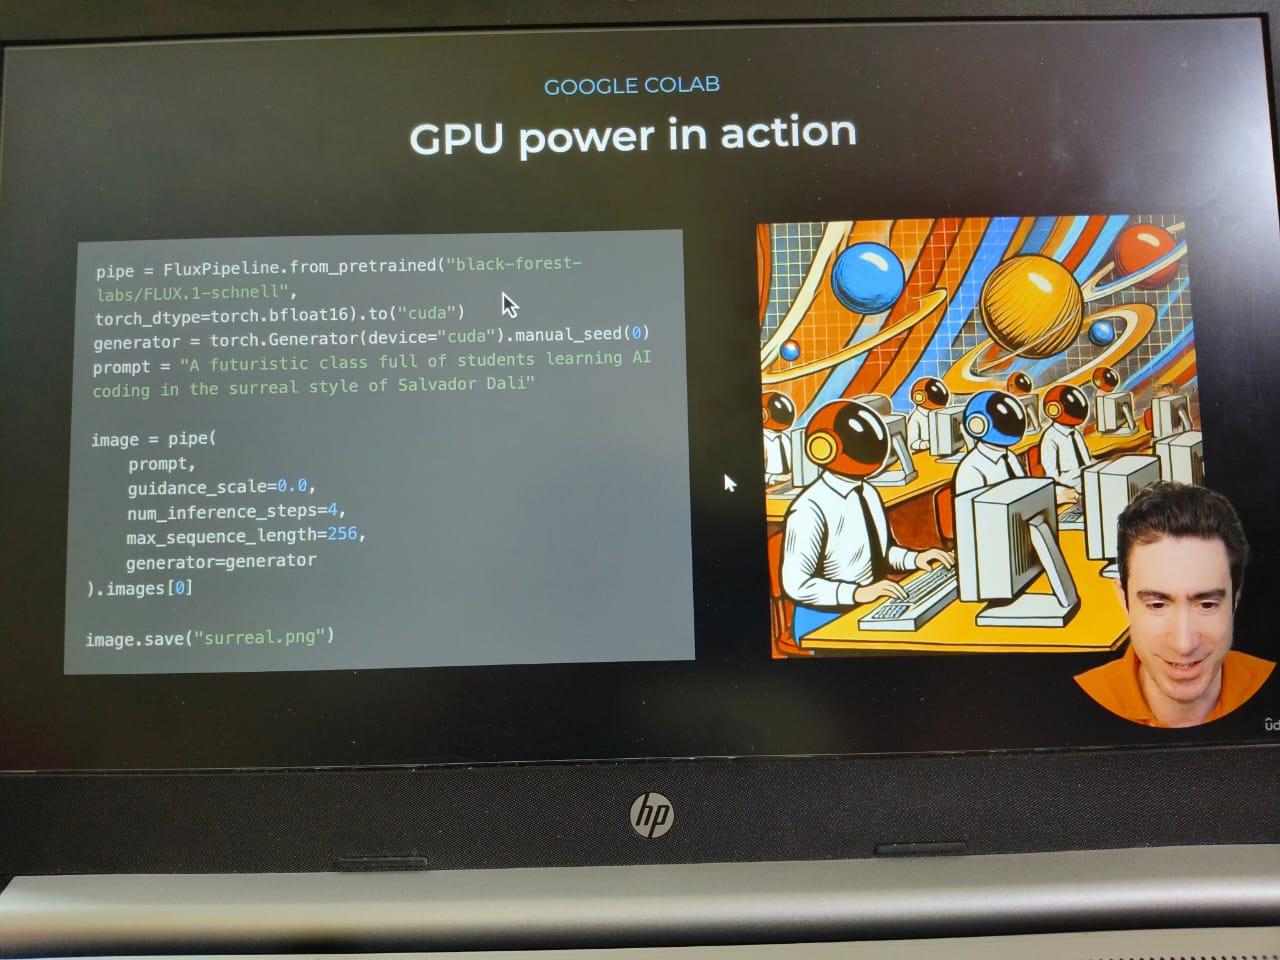 GOOGLE COLAB
GPU power in action
pipe = FluxPipeline.from_pretrained("black-forest-
labs/FLUX.1-schnell",
torch_dtype=torch.bfloat16).to("cuda")
generator = torch.Generator(device="cuda").manual_seed(0)
prompt = "A futuristic class full of students learning AI
coding in the surreal style of Salvador Dali"
image = pipe(
    prompt,
    guidance_scale=0.0,
    num_inference_steps=4,
    max_sequence_length=256,
    generator=generator
).images[0]
image.save("surreal.png")
ûd
hp